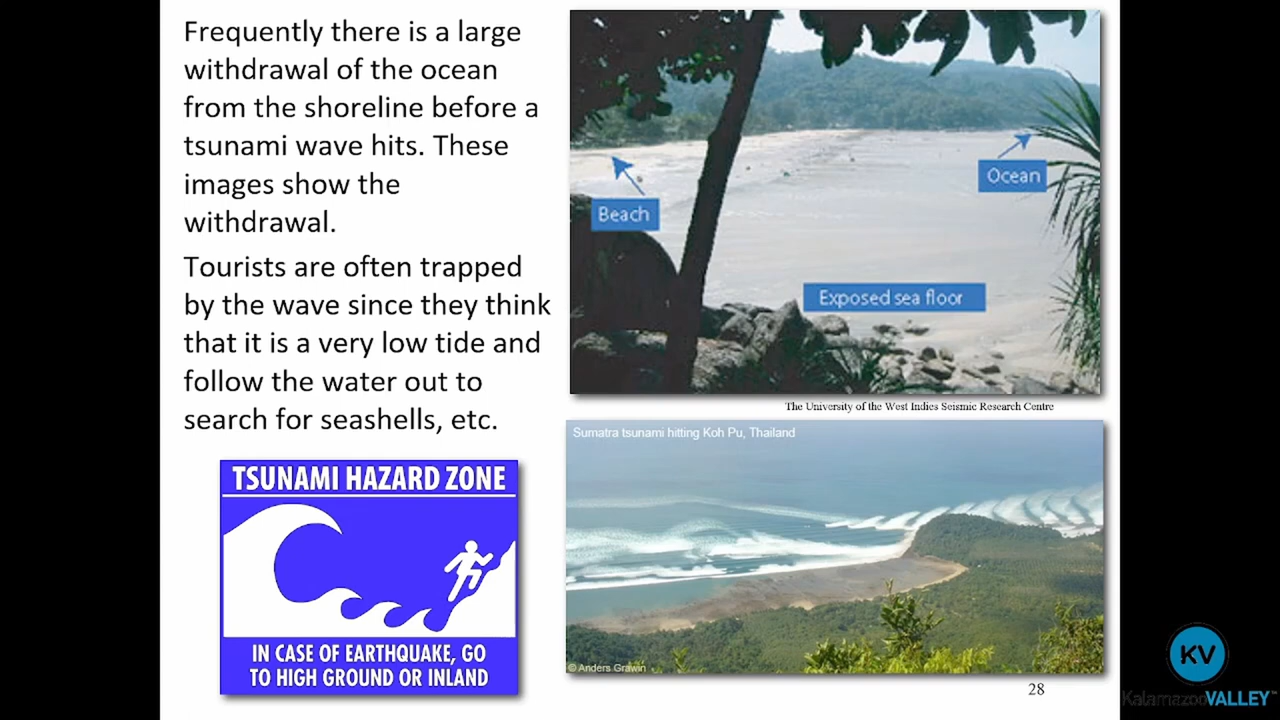 Frequently there is a large
withdrawal of the ocean
from the shoreline before a
tsunami wave hits. These
images show the
withdrawal.
Tourists are often trapped
by the wave since they think
that it is a very low tide and
follow the water out to
search for seashells, etc.
TSUNAMI HAZARD ZONE
IN CASE OF EARTHQUAKE, GO
TO HIGH GROUND OR INLAND
Beach
Ocean
Exposed sea floor
The University of the West Indies Seismic Research Centre
Sumatra tsunami hitting Koh Pu, Thailand
© Anders Grawin
28
KV
Kalamazoo VALLEY™